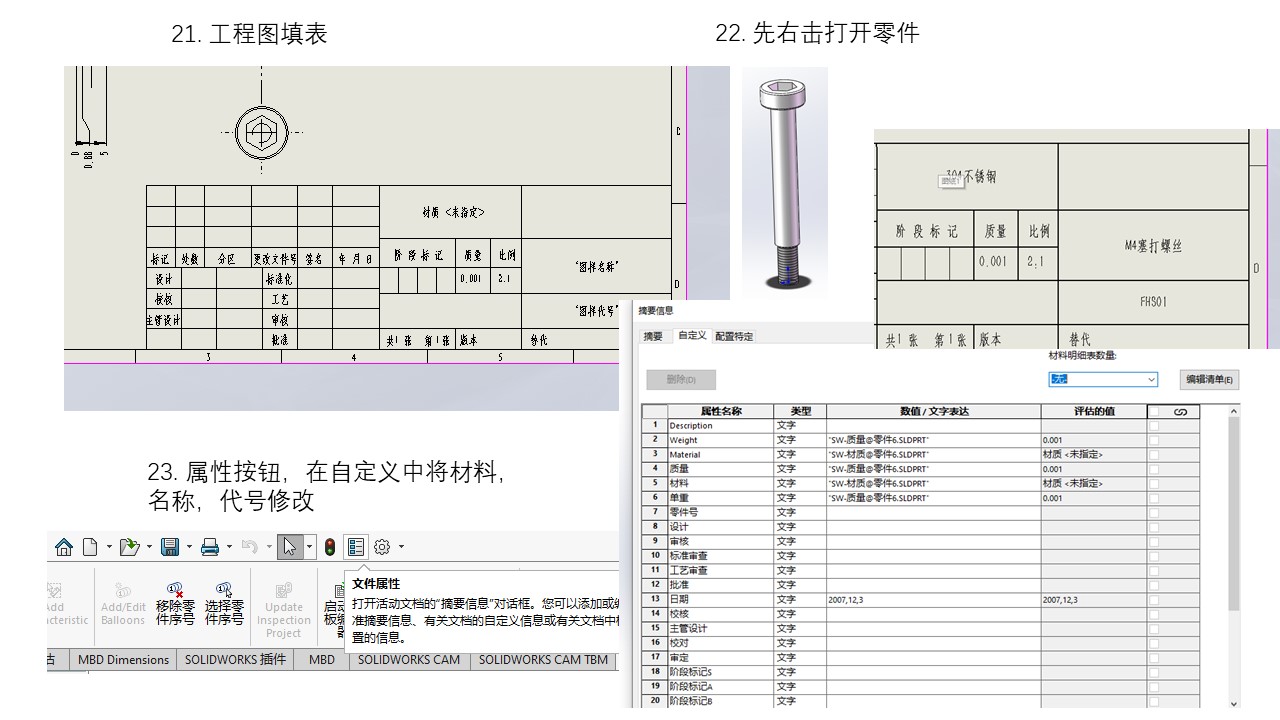 21. 工程图填表
22. 先右击打开零件
C
0
0.88
5
材质 <未指定>
标记 处数 分区 更改文件号 签名 年 月 日
阶 段 标 记 质量 比例
"图样名称"
设计 标准化
0.001 2:1
D
校核 工艺
主管设计 审核
"图样代号"
批准
共1 张 第1张 版本 替代
3 4 5
不锈钢
阶 段 标 记 质量 比例
M4塞打螺丝
0.001 2:1
D
FHS01
共1 张 第1张 版本 替代
摘要信息
摘要 自定义 配置特定
材料明细表数量:
删除(D) -无- 编辑清单(E)
属性名称 类型 数值 / 文字表达 评估的值
1 Description 文字
2 Weight 文字 "SW-质量@零件6.SLDPRT" 0.001
3 Material 文字 "SW-材质@零件6.SLDPRT" 材质 <未指定>
4 质量 文字 "SW-质量@零件6.SLDPRT" 0.001
5 材料 文字 "SW-材质@零件6.SLDPRT" 材质 <未指定>
6 单重 文字 "SW-质量@零件6.SLDPRT" 0.001
7 零件号 文字
8 设计 文字
9 审核 文字
10 标准审查 文字
11 工艺审查 文字
12 批准 文字
13 日期 文字 2007,12,3 2007,12,3
14 校核 文字
15 主管设计 文字
16 校对 文字
17 审定 文字
18 阶段标记S 文字
19 阶段标记A 文字
20 阶段标记B 文字
23. 属性按钮，在自定义中将材料，
名称，代号修改
文件属性
打开活动文档的"摘要信息"对话框。您可以添加或
准摘要信息、有关文档的自定义信息或有关文档中
置的信息。
Add
cteristic
Add/Edit
Balloons
移除零
件序号
选择零
件序号
Update
Inspection
Project
启动
板编
古 MBD Dimensions SOLIDWORKS 插件 MBD SOLIDWORKS CAM SOLIDWORKS CAM TBM